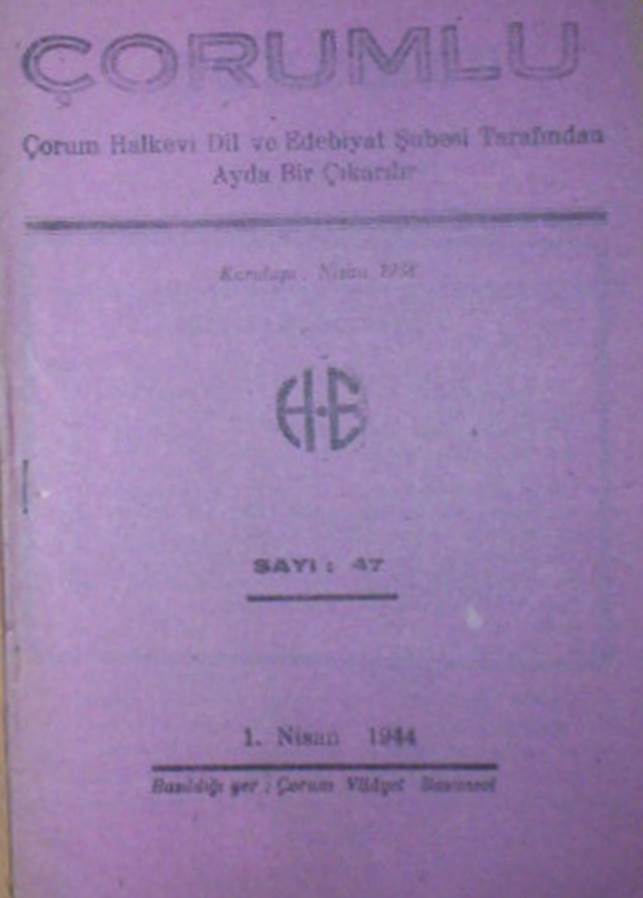 ÇORUMLU
Çorum Halkevi Dil ve Edebiyat Şubesi Tarafından
Ayda Bir Çıkarılır
Kuruluşu : Nisan 1938
H·E
SAYI : 47
1. Nisan 1944
Basıldığı yer : Çorum Vilâyet Basımevi